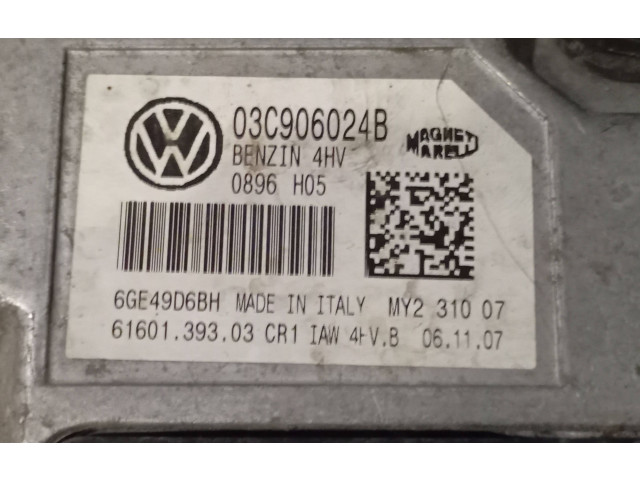 03C906024B
MAGNETI MARELLI
BENZIN 4HV
0896 H05
6GE49D6BH MADE IN ITALY MY2 310 07
61601.393.03 CR1 IAW 4HV.B 06.11.07